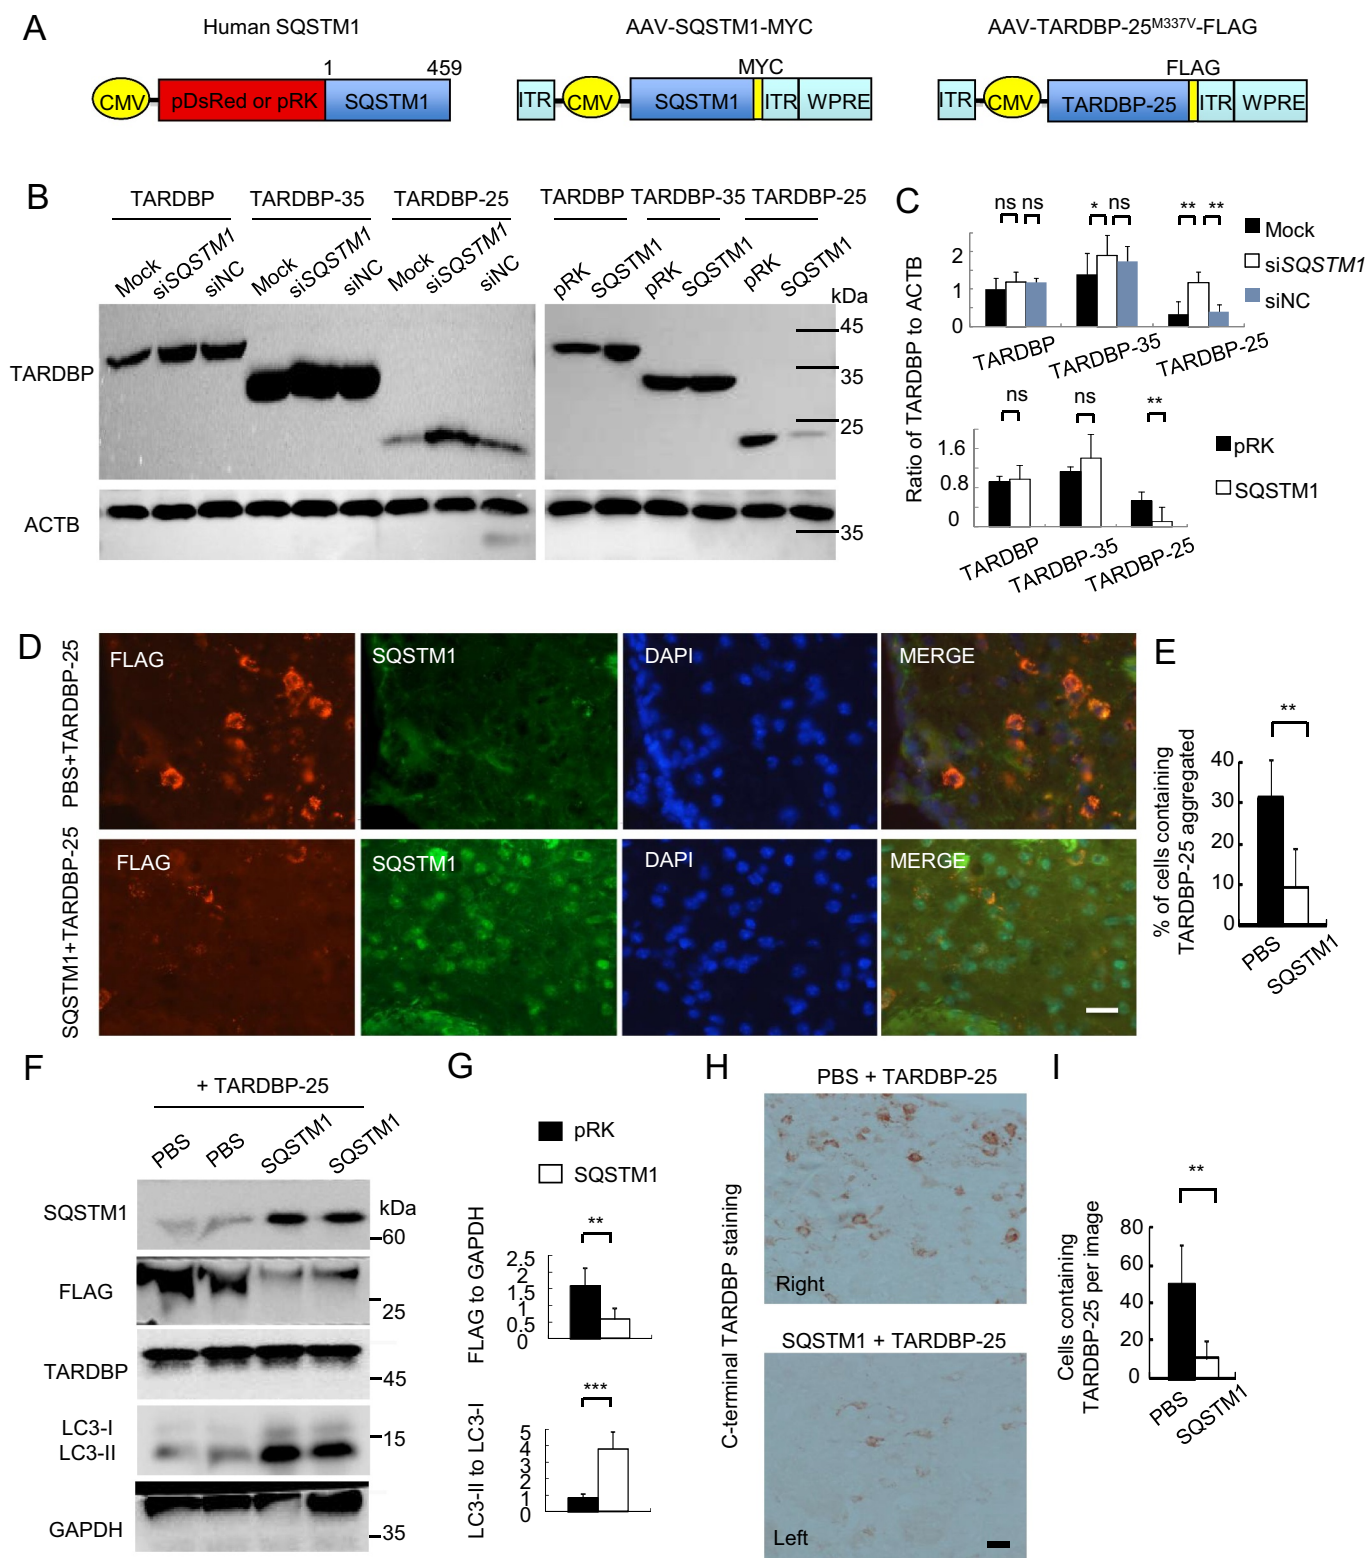 A
Human SQSTM1
AAV-SQSTM1-MYC
AAV-TARDBP-25M337V-FLAG
1
459
MYC
FLAG
CMV
pDsRed or pRK
SQSTM1
ITR
CMV
SQSTM1
ITR
WPRE
ITR
CMV
TARDBP-25
ITR
WPRE
B
TARDBP
TARDBP-35
TARDBP-25
TARDBP
TARDBP-35
TARDBP-25
Mock
siSQSTM1
siNC
Mock
siSQSTM1
siNC
Mock
siSQSTM1
siNC
pRK
SQSTM1
pRK
SQSTM1
pRK
SQSTM1
kDa
45
35
25
35
TARDBP
ACTB
C
Ratio of TARDBP to ACTB
ns
ns
*
ns
**
**
2
1
0
TARDBP
TARDBP-35
TARDBP-25
Mock
siSQSTM1
siNC
ns
ns
**
1.6
0.8
0
TARDBP
TARDBP-35
TARDBP-25
pRK
SQSTM1
D
PBS+TARDBP-25
FLAG
SQSTM1
DAPI
MERGE
SQSTM1+TARDBP-25
FLAG
SQSTM1
DAPI
MERGE
E
% of cells containing
TARDBP-25 aggregated
**
40
30
20
10
0
PBS
SQSTM1
F
+ TARDBP-25
PBS
PBS
SQSTM1
SQSTM1
kDa
SQSTM1
60
FLAG
25
TARDBP
45
LC3-I
LC3-II
15
GAPDH
35
G
pRK
SQSTM1
FLAG to GAPDH
**
2.5
2
1.5
1
0.5
0
LC3-II to LC3-I
***
5
4
3
2
1
0
H
C-terminal TARDBP staining
PBS + TARDBP-25
Right
SQSTM1 + TARDBP-25
Left
I
Cells containing
TARDBP-25 per image
**
80
60
40
20
0
PBS
SQSTM1